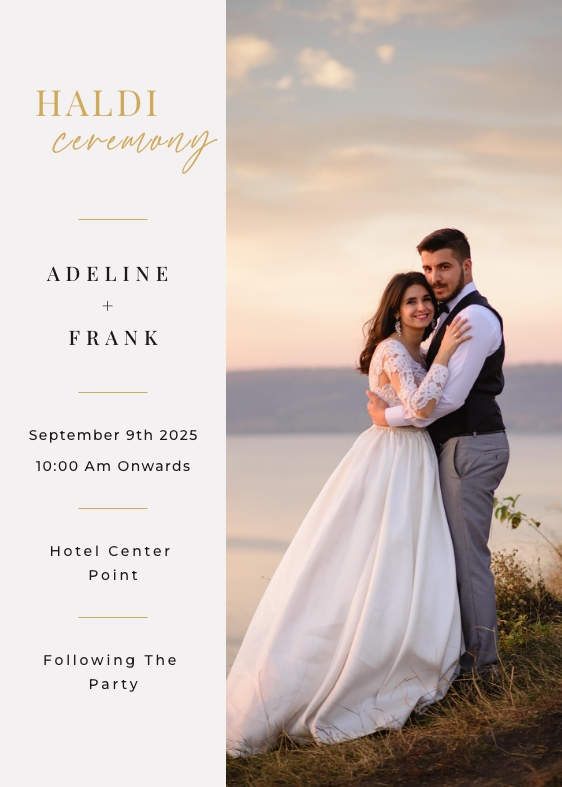 HALDI
ceremony
ADELINE
+
FRANK
September 9th 2025
10:00 Am Onwards
Hotel Center
Point
Following The
Party